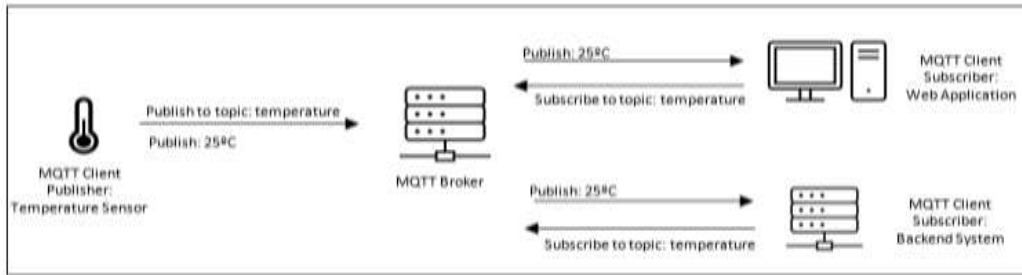 Publish: 25ºC
Subscribe to topic: temperature
MQTT Client
Subscriber:
Web Application
Publish to topic: temperature
Publish: 25ºC
MQTT Client
Publisher:
Temperature Sensor
MQTT Broker
Publish: 25ºC
Subscribe to topic: temperature
MQTT Client
Subscriber:
Backend System